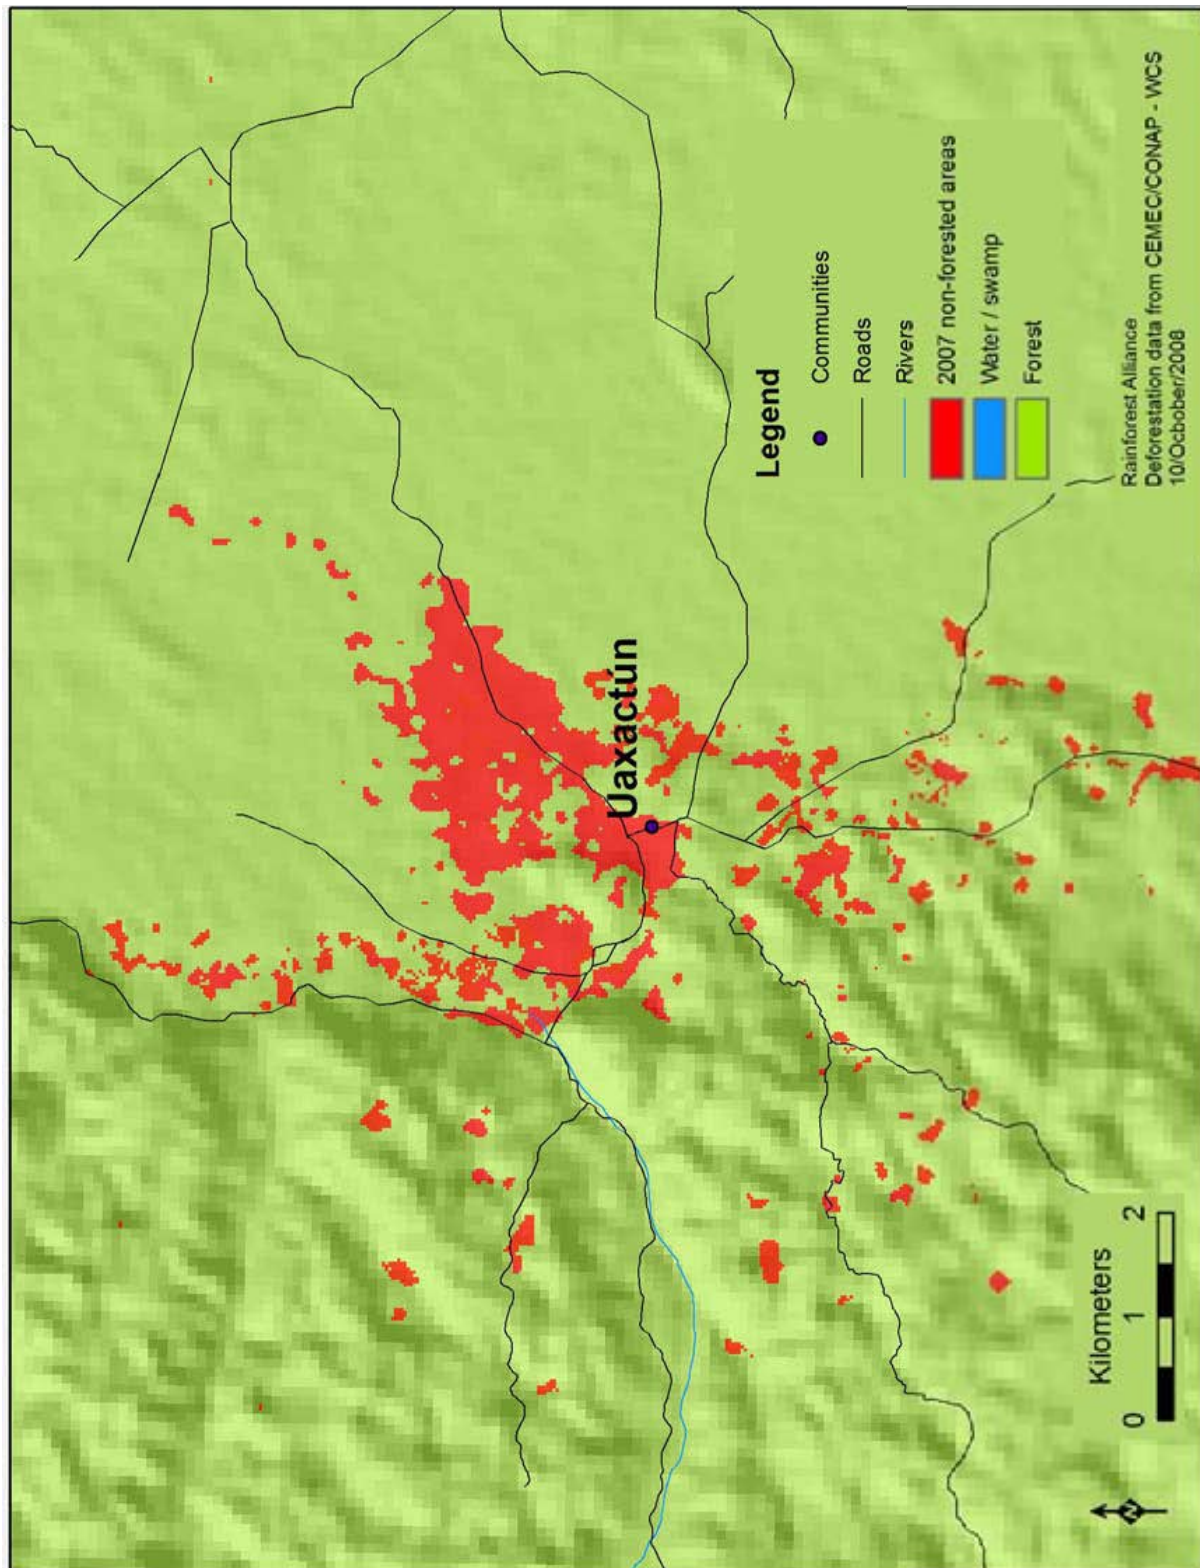 Uaxactún
Legend
Communities
Roads
Rivers
2007 non-forested areas
Water / swamp
Forest
Rainforest Alliance
Deforestation data from CEMEC/CONAP - WCS
10/Ocbober/2008
Kilometers
0 1 2
N